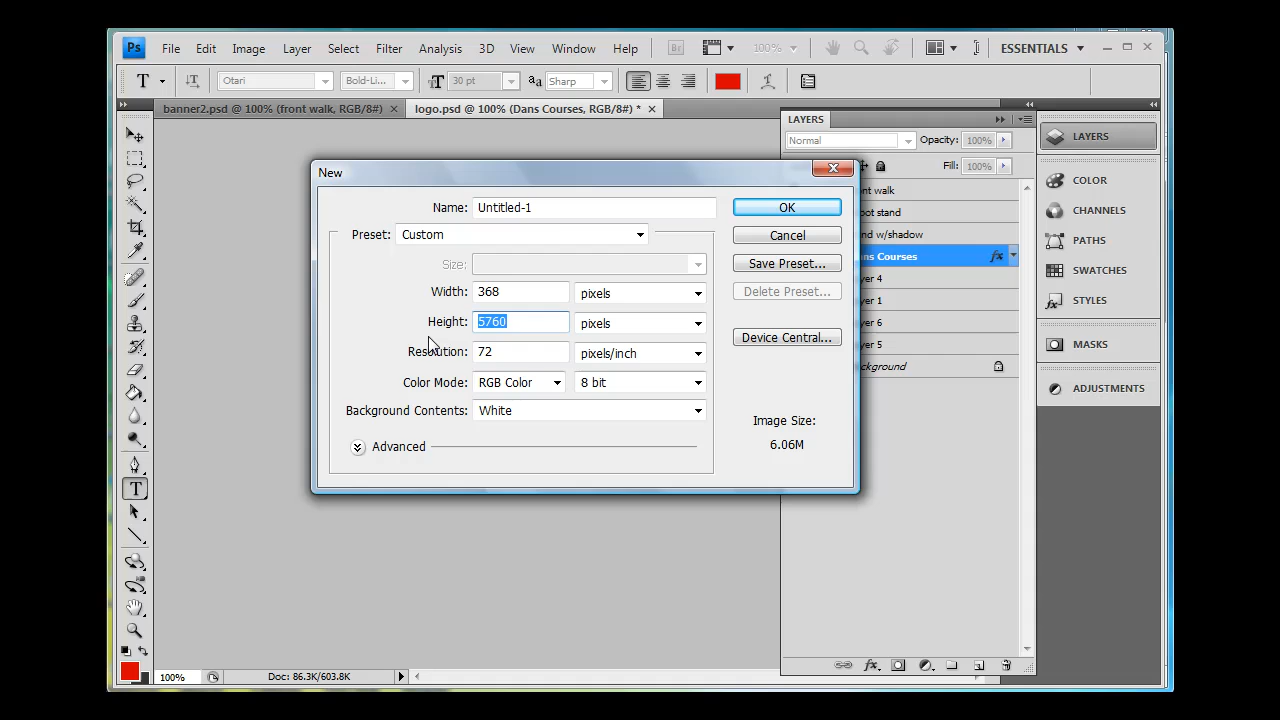 Ps File Edit Image Layer Select Filter Analysis 3D View Window Help Br 100% ESSENTIALS
T T Otari Bold-Li... T 30 pt aa Sharp
banner2.psd @ 100% (front walk, RGB/8#) logo.psd @ 100% (Dans Courses, RGB/8#) *
LAYERS
Normal Opacity: 100%
Fill: 100%
ont walk
oot stand
nd w/shadow
ans Courses fx
yer 4
yer 1
yer 6
yer 5
ckground
LAYERS
COLOR
CHANNELS
PATHS
SWATCHES
STYLES
MASKS
ADJUSTMENTS
New
Name: Untitled-1
Preset: Custom
Size:
Width: 368 pixels
Height: 5760 pixels
Resolution: 72 pixels/inch
Color Mode: RGB Color 8 bit
Background Contents: White
Advanced
OK
Cancel
Save Preset...
Delete Preset...
Device Central...
Image Size:
6.06M
T
100% Doc: 86.3K/603.8K
fx.